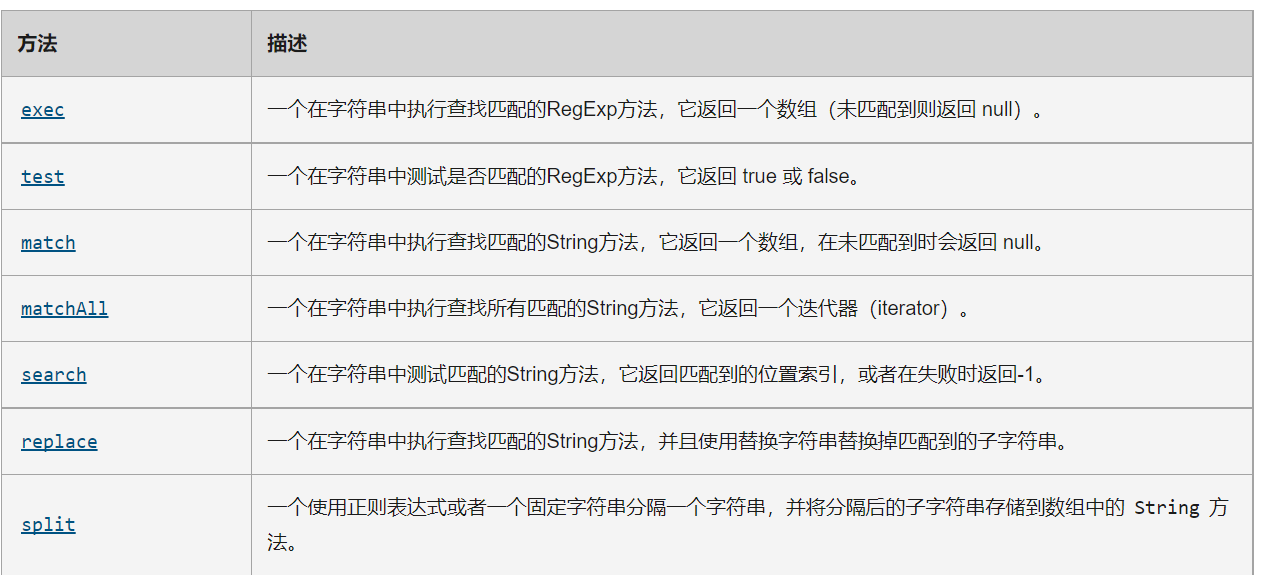 方法 描述
exec 一个在字符串中执行查找匹配的RegExp方法，它返回一个数组（未匹配到则返回 null）。
test 一个在字符串中测试是否匹配的RegExp方法，它返回 true 或 false。
match 一个在字符串中执行查找匹配的String方法，它返回一个数组，在未匹配到时会返回 null。
matchAll 一个在字符串中执行查找所有匹配的String方法，它返回一个迭代器（iterator）。
search 一个在字符串中测试匹配的String方法，它返回匹配到的位置索引，或者在失败时返回-1。
replace 一个在字符串中执行查找匹配的String方法，并且使用替换字符串替换掉匹配到的子字符串。
split 一个使用正则表达式或者一个固定字符串分隔一个字符串，并将分隔后的子字符串存储到数组中的 String 方
法。